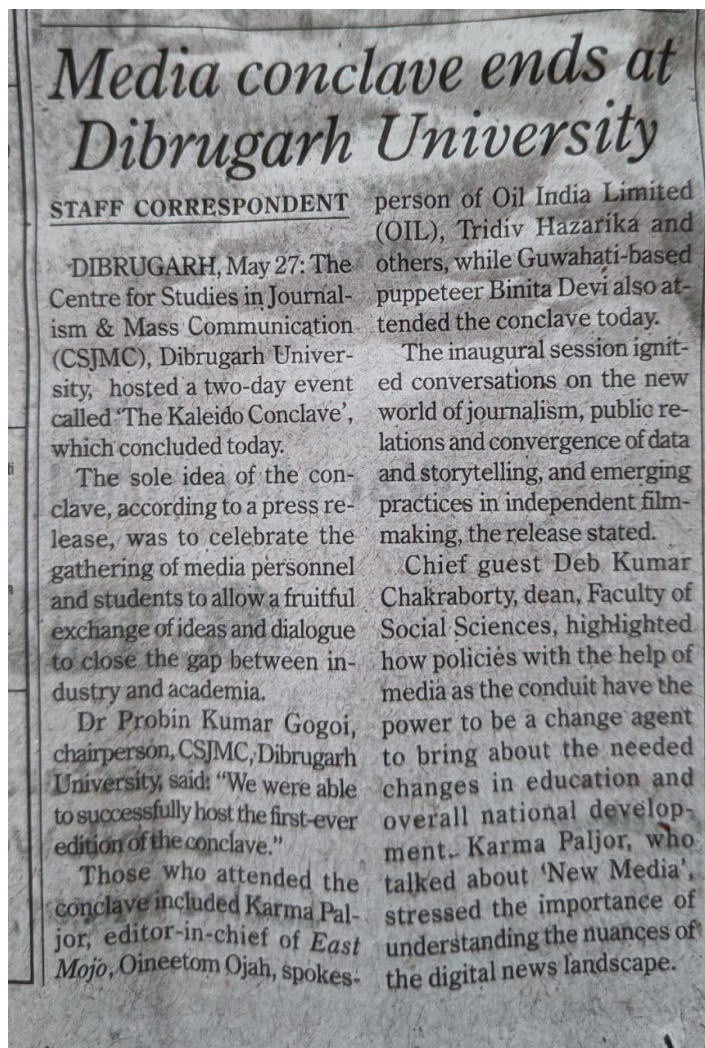 Media conclave ends at
Dibrugarh University
STAFF CORRESPONDENT
DIBRUGARH, May 27: The
Centre for Studies in Journal-
ism & Mass Communication
(CSJMC), Dibrugarh Univer-
sity, hosted a two-day event
called ‘The Kaleido Conclave’,
which concluded today.
The sole idea of the con-
clave, according to a press re-
lease, was to celebrate the
gathering of media personnel
and students to allow a fruitful
exchange of ideas and dialogue
to close the gap between in-
dustry and academia.
Dr Probin Kumar Gogoi,
chairperson, CSJMC, Dibrugarh
University, said: “We were able
to successfully host the first-ever
edition of the conclave.”
Those who attended the
conclave included Karma Pal-
jor, editor-in-chief of East
Mojo, Oineetom Ojah, spokes-
person of Oil India Limited
(OIL), Tridiv Hazarika and
others, while Guwahati-based
puppeteer Binita Devi also at-
tended the conclave today.
The inaugural session ignit-
ed conversations on the new
world of journalism, public re-
lations and convergence of data
and storytelling, and emerging
practices in independent film-
making, the release stated.
Chief guest Deb Kumar
Chakraborty, dean, Faculty of
Social Sciences, highlighted
how policies with the help of
media as the conduit have the
power to be a change agent
to bring about the needed
changes in education and
overall national develop-
ment. Karma Paljor, who
talked about ‘New Media’,
stressed the importance of
understanding the nuances of
the digital news landscape.